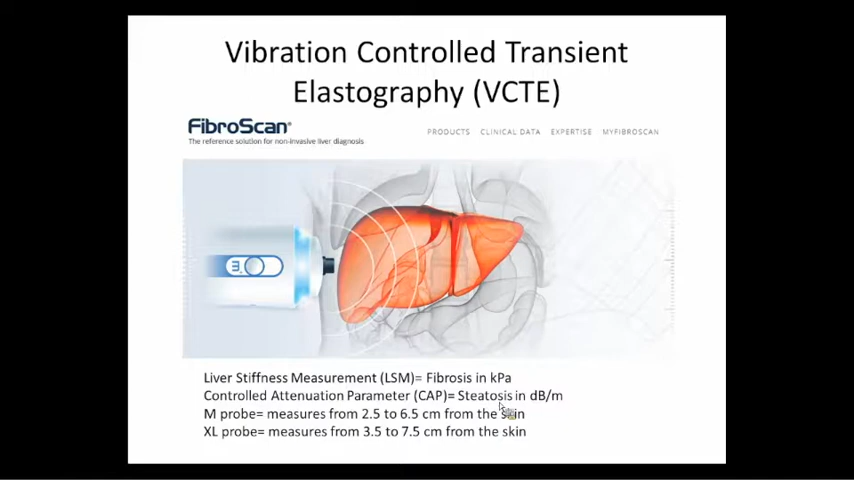 Vibration Controlled Transient
Elastography (VCTE)
FibroScan®
The reference solution for non-invasive liver diagnosis
PRODUCTS CLINICAL DATA EXPERTISE MYFIBROSCAN
Liver Stiffness Measurement (LSM)= Fibrosis in kPa
Controlled Attenuation Parameter (CAP)= Steatosis in dB/m
M probe= measures from 2.5 to 6.5 cm from the skin
XL probe= measures from 3.5 to 7.5 cm from the skin